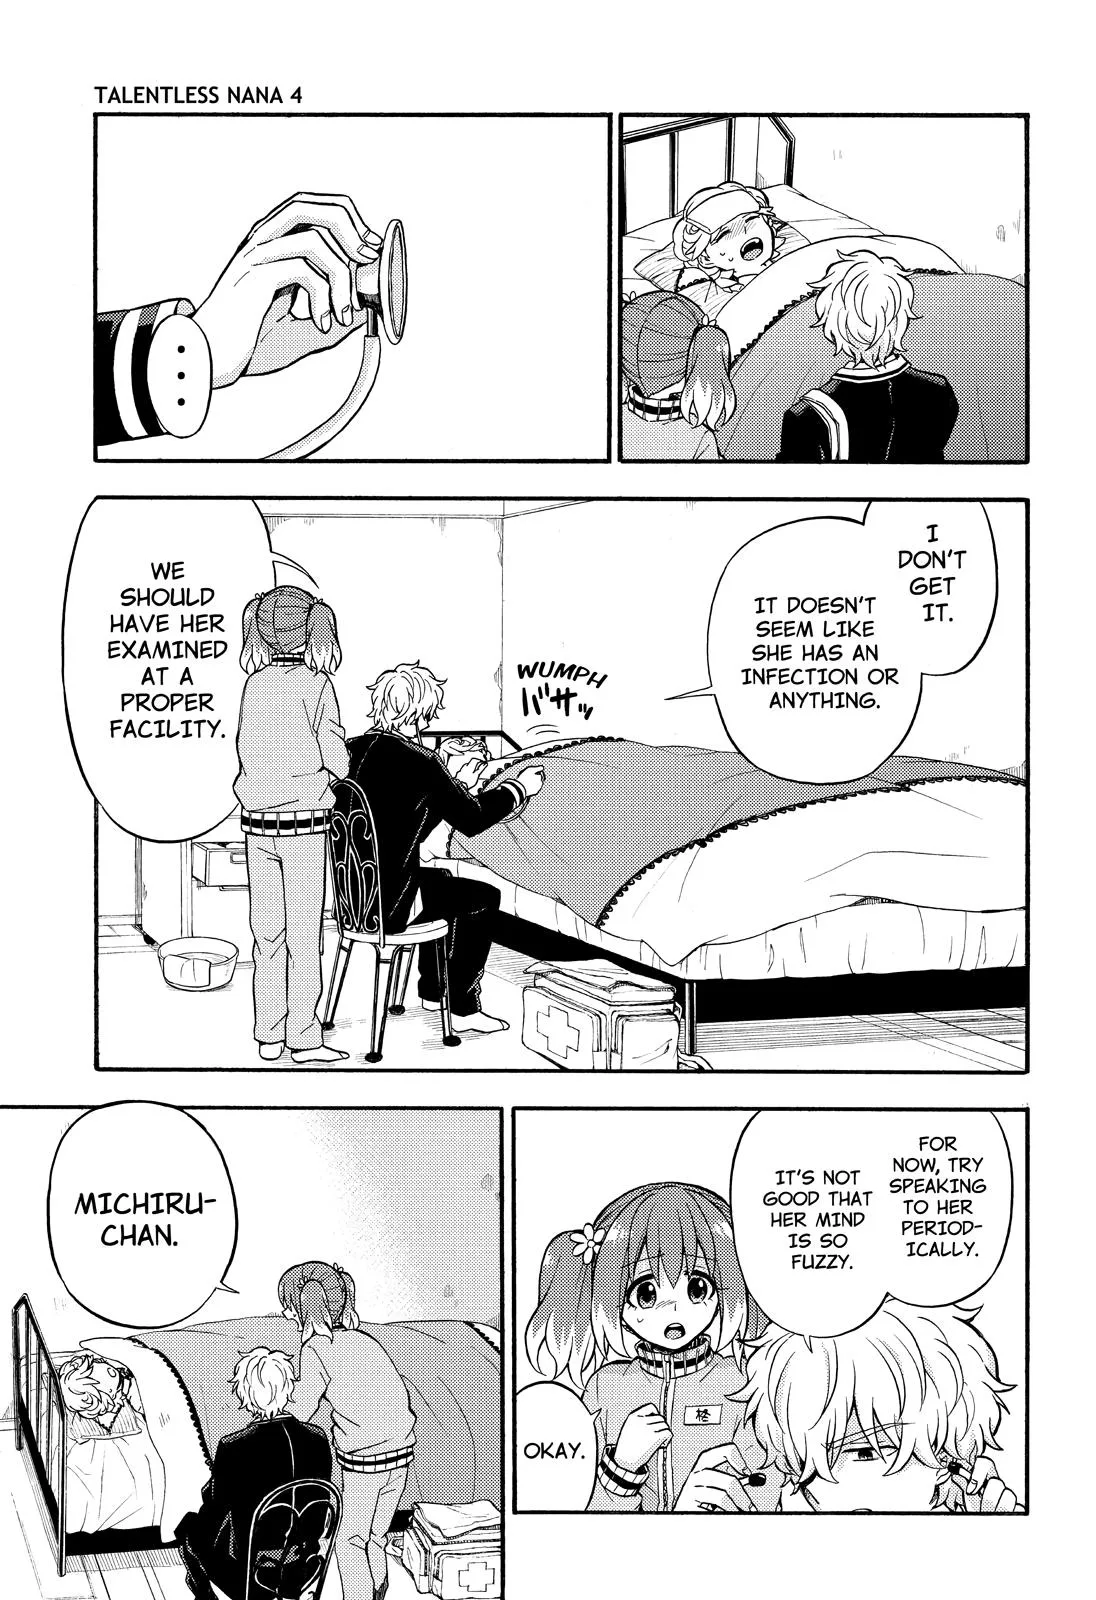 TALENTLESS NANA 4
...
I
DON'T
GET
IT.
IT DOESN'T
SEEM LIKE
SHE HAS AN
INFECTION OR
ANYTHING.
WUMPH
バサッ
WE
SHOULD
HAVE HER
EXAMINED
AT A
PROPER
FACILITY.
FOR
NOW, TRY
SPEAKING
TO HER
PERIOD-
ICALLY.
IT'S NOT
GOOD THAT
HER MIND
IS SO
FUZZY.
柊
OKAY.
MICHIRU-
CHAN.